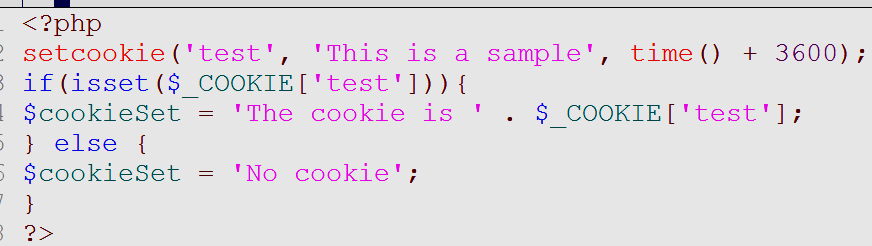 <?php
setcookie('test', 'This is a sample', time() + 3600);
if(isset($_COOKIE['test'])){
$cookieSet = 'The cookie is ' . $_COOKIE['test'];
} else {
$cookieSet = 'No cookie';
}
?>